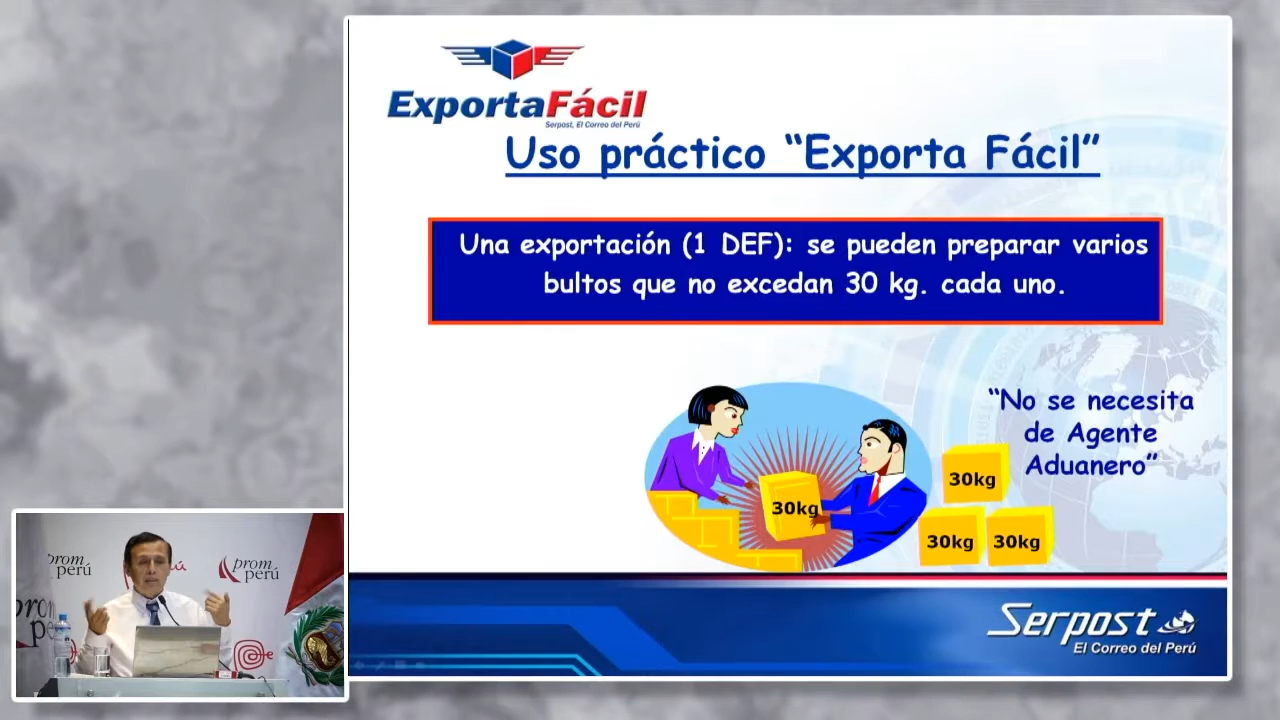 ExportaFácil
Serpost, El Correo del Perú
Uso práctico “Exporta Fácil”
Una exportación (1 DEF): se pueden preparar varios
bultos que no excedan 30 kg. cada uno.
“No se necesita
de Agente
Aduanero”
30kg
30kg
30kg
30kg
Serpost
El Correo del Perú
prom
perú
prom
perú